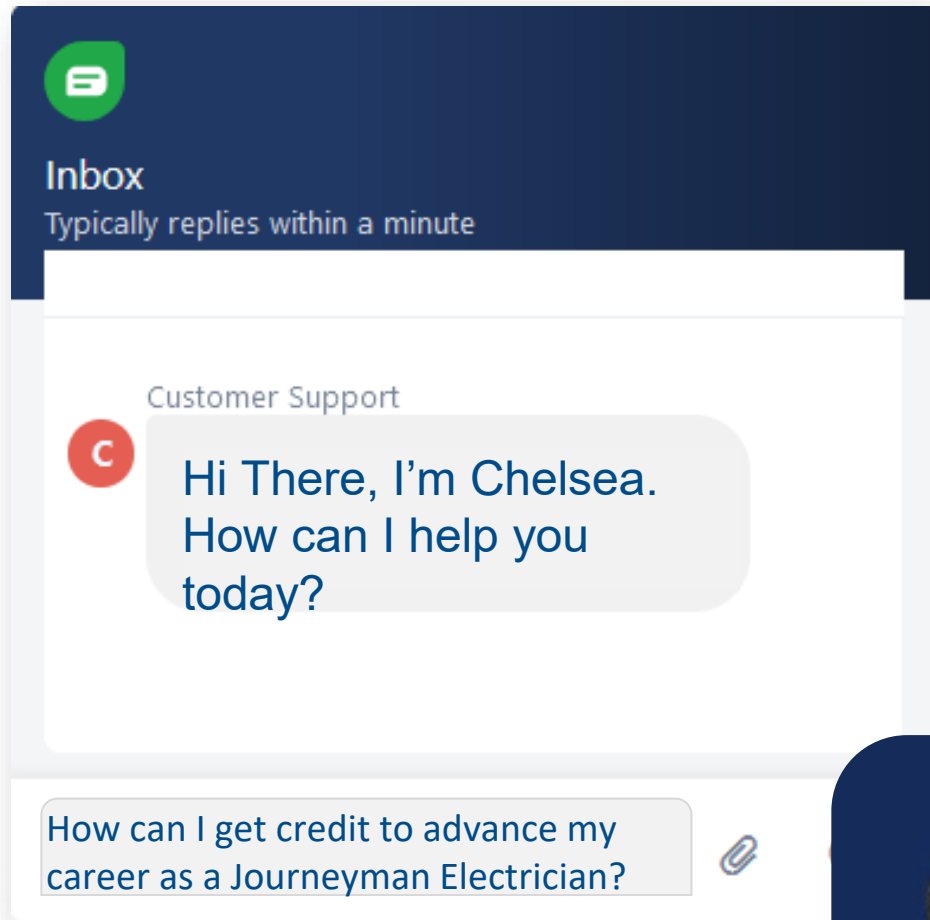 Inbox
Typically replies within a minute
Customer Support
C
Hi There, I’m Chelsea.
How can I help you
today?
How can I get credit to advance my
career as a Journeyman Electrician?